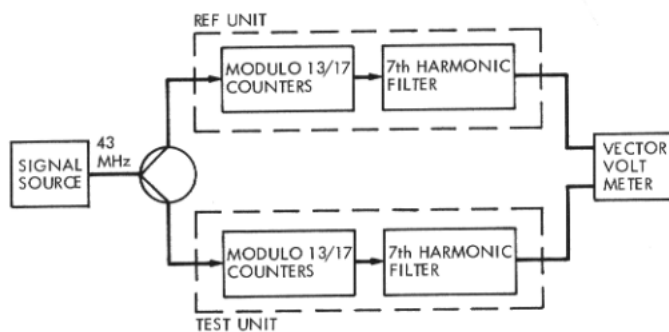 REF UNIT
MODULO 13/17
COUNTERS
7th HARMONIC
FILTER
43
MHz
SIGNAL
SOURCE
VECTOR
VOLT
METER
MODULO 13/17
COUNTERS
7th HARMONIC
FILTER
TEST UNIT